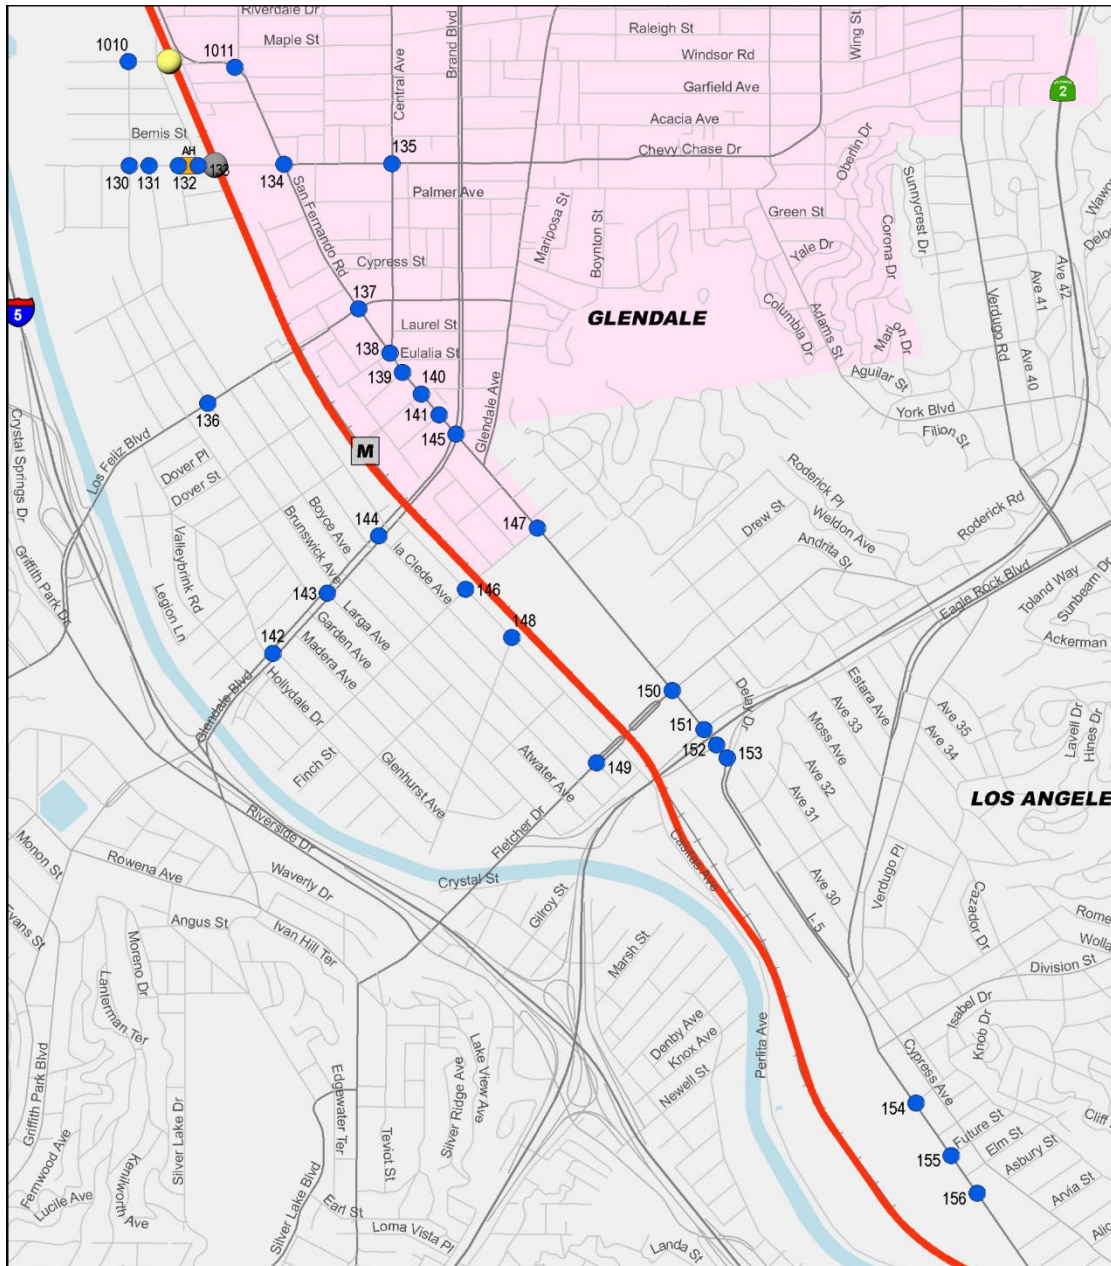 Riverdale Dr
Maple St
1010
1011
Central Ave
Brand Blvd
Raleigh St
Wing St
Windsor Rd
Garfield Ave
2
Acacia Ave
Bemis St
AH
130
131
132
133
134
135
Chevy Chase Dr
Oberlin Dr
San Fernando Rd
Palmer Ave
Mariposa St
Boynton St
Green St
Sunnycrest Dr
Corona Dr
Yale Dr
Cypress St
5
137
GLENDALE
Columbia Dr
Adams St
Marion Dr
Verdugo Rd
Ave 41
Ave 42
Ave 40
Laurel St
138
Eulalia St
139
140
141
145
Glendale Ave
Aguilar St
York Blvd
Filion St
136
Los Feliz Blvd
Crystal Springs Dr
M
Dover Pl
Dover St
Roderick Pl
Weldon Ave
Drew St
Andrita St
Roderick Rd
Boyce Ave
Brunswick Ave
144
147
la Clede Ave
Valleybrink Rd
Legion Ln
Griffith Park Dr
143
146
148
Larga Ave
Garden Ave
Madera Ave
142
Hollydale Dr
Glendale Blvd
Eagle Rock Blvd
Toland Way
Sunbeam Dr
Ackerman
150
151
152
153
Delay Dr
Estara Ave
Ave 35
Ave 34
Ave 33
Moss Ave
Ave 32
Ave 31
Ave 30
Lavell Dr
Hines Dr
Finch St
Glenhurst Ave
Atwater Ave
149
Fletcher Dr
LOS ANGELE
Riverside Dr
Monon St
Rowena Ave
Waverly Dr
Crystal St
Casitas Ave
Gilroy St
Verdugo Pl
Cazador Dr
Evans St
Angus St
Moreno Dr
Ivan Hill Ter
Marsh St
I- 5
Rome
Wolla
Division St
Lanterman Ter
Isabel Dr
Knob Dr
Denby Ave
Knox Ave
Newell St
Perlita Ave
Cypress Ave
Griffith Park Blvd
Silver Lake Dr
Edgewater Ter
Teviot St
Silver Ridge Ave
Lake View Ave
154
Future St
Elm St
Asbury St
Cliff
155
156
Arvia St
Alic
Fernwood Ave
Lucile Ave
Kenilworth Ave
Silver Lake Blvd
Earl St
Loma Vista Pl
Landa St